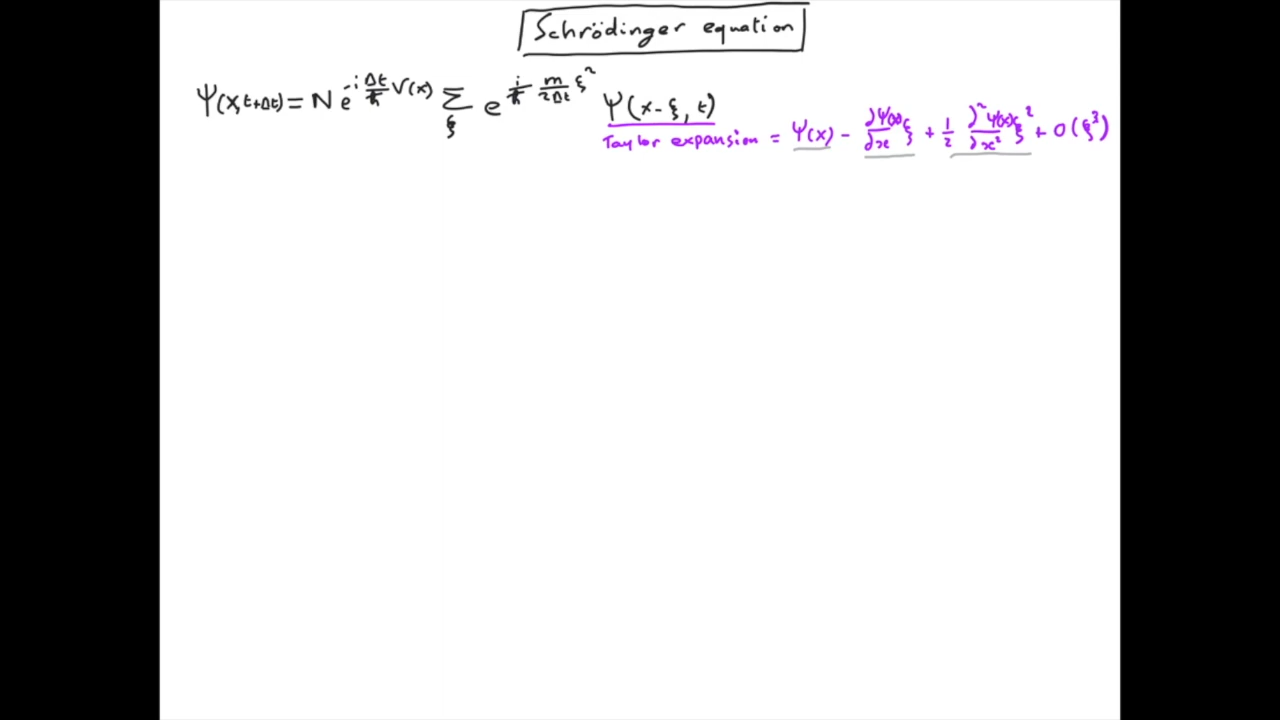 Schrödinger equation
Ψ(x,t+Δt) = N e^{-i Δt/ħ V(x)} Σ_ξ e^{i/ħ m/2Δt ξ²} Ψ(x-ξ, t)
Taylor expansion = Ψ(x) - ∂Ψ(x)/∂x ξ + 1/2 ∂²Ψ(x)/∂x² ξ² + O(ξ³)